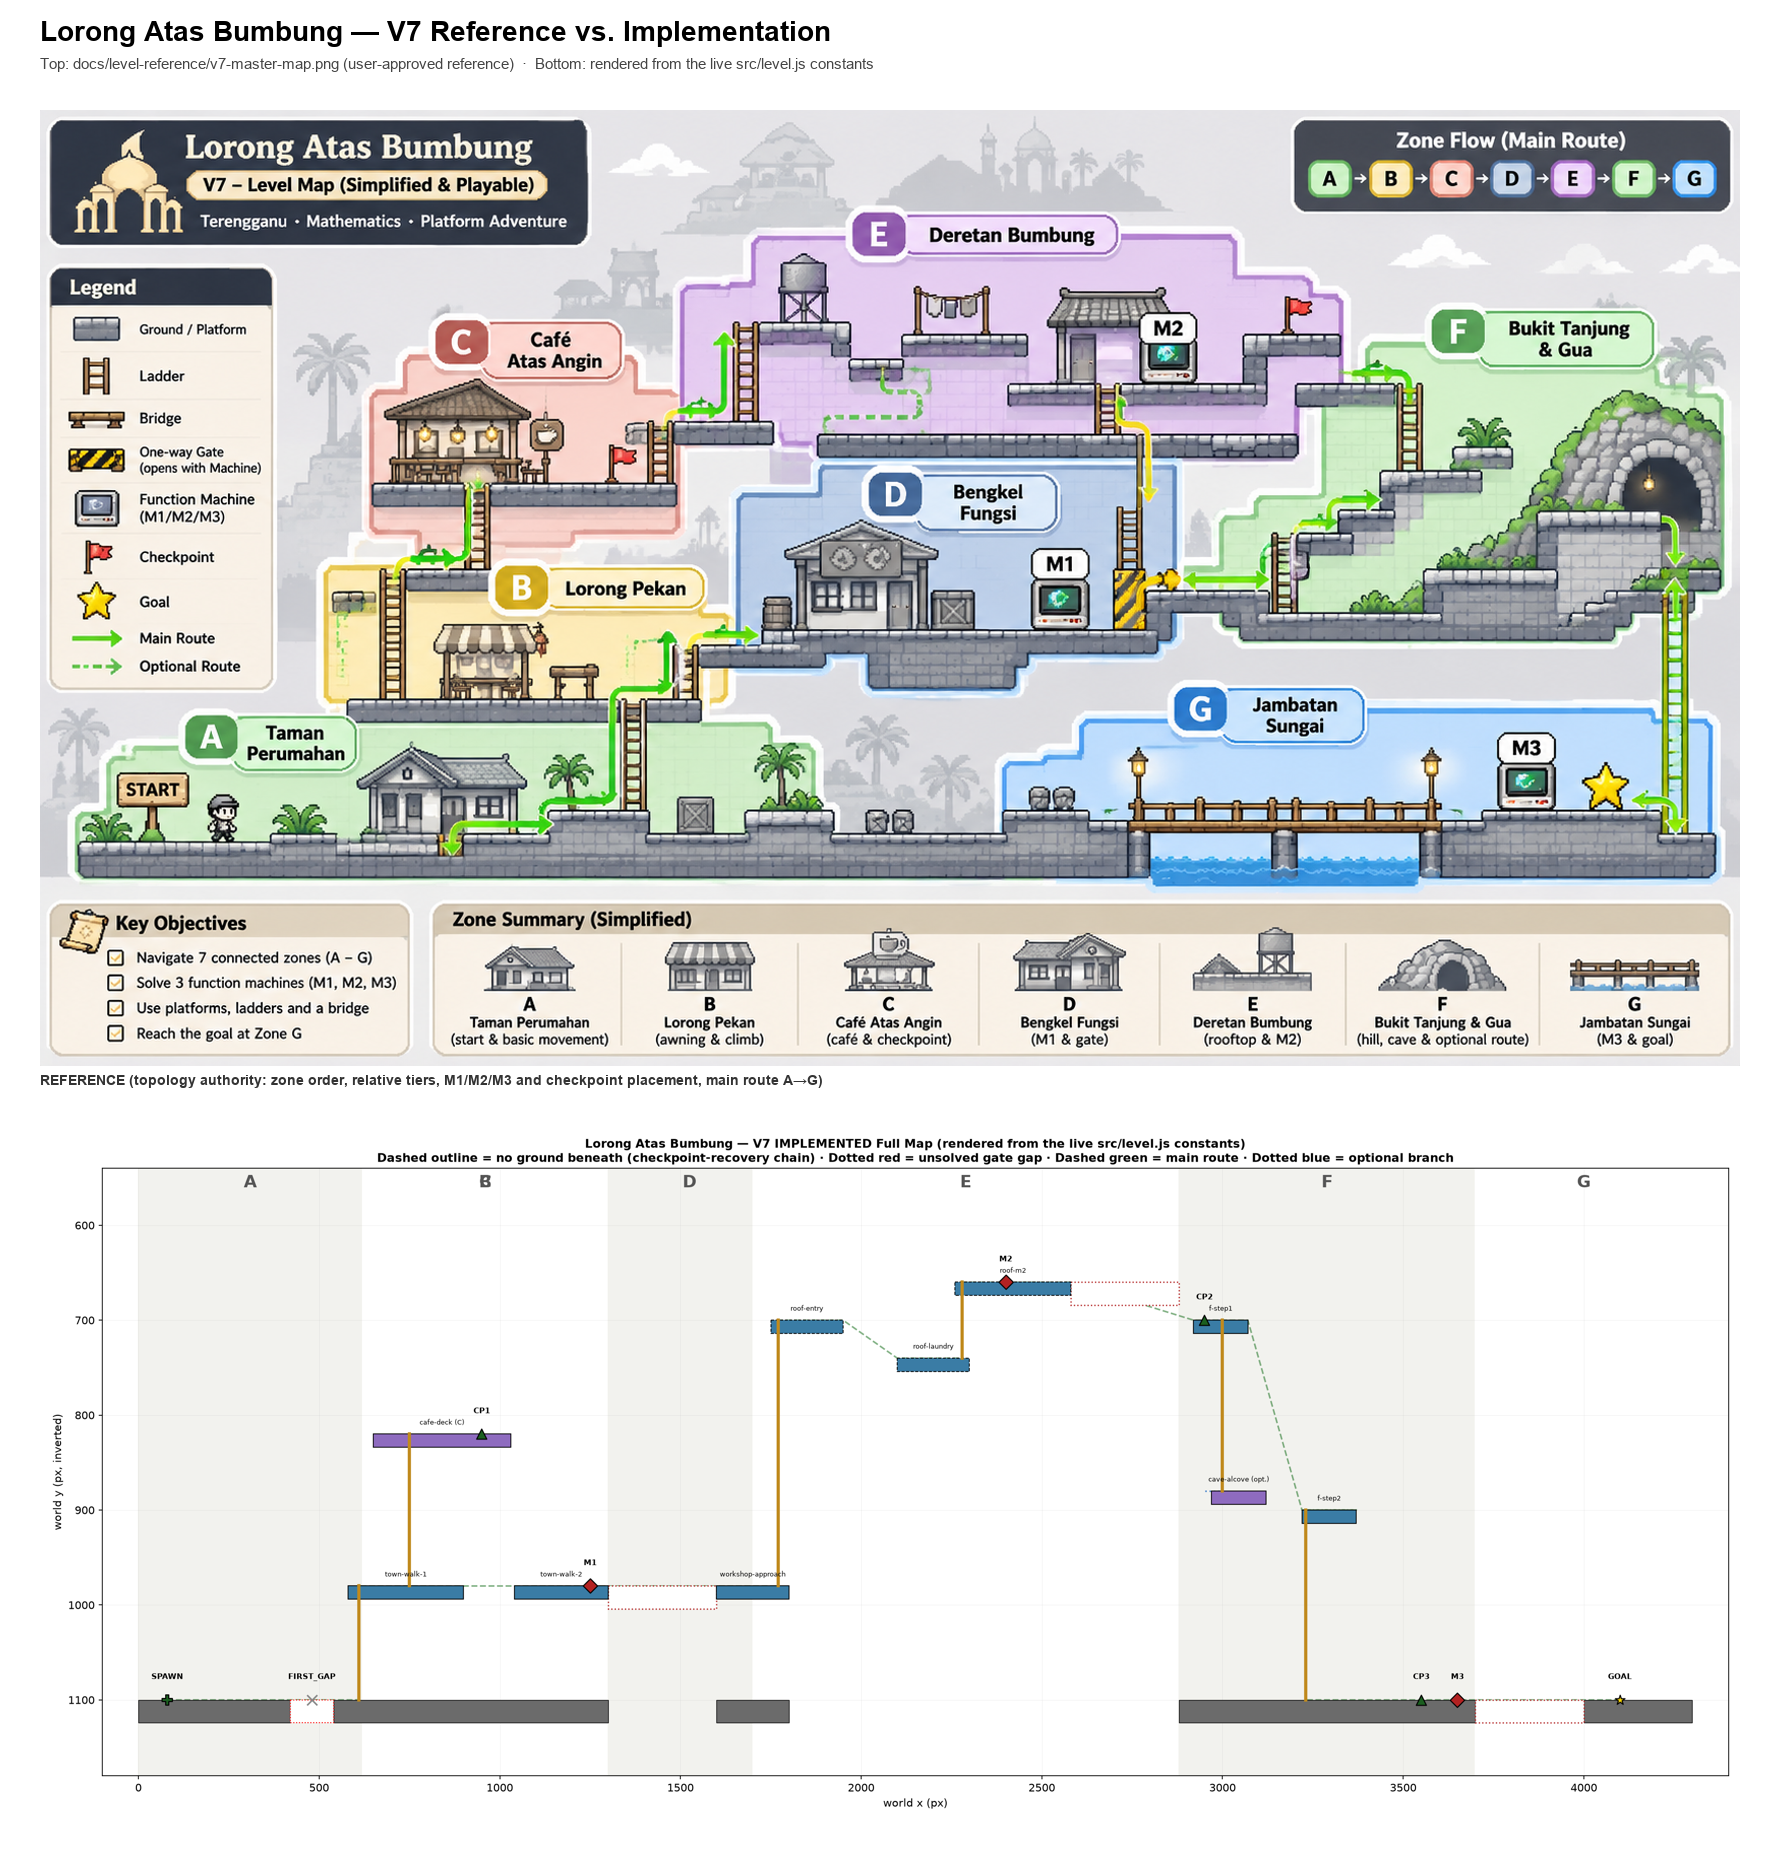 Lorong Atas Bumbung — V7 Reference vs. Implementation
Top: docs/level-reference/v7-master-map.png (user-approved reference)  ·  Bottom: rendered from the live src/level.js constants
Lorong Atas Bumbung
V7 – Level Map (Simplified & Playable)
Terengganu • Mathematics • Platform Adventure
Zone Flow (Main Route)
A B C D E F G
Legend
Ground / Platform
Ladder
Bridge
One-way Gate
(opens with Machine)
Function Machine
(M1/M2/M3)
Checkpoint
Goal
Main Route
Optional Route
E Deretan Bumbung
M2
C Café
Atas Angin
F Bukit Tanjung
& Gua
D Bengkel
Fungsi
M1
B Lorong Pekan
A Taman
Perumahan
START
G Jambatan
Sungai
M3
Key Objectives
Navigate 7 connected zones (A – G)
Solve 3 function machines (M1, M2, M3)
Use platforms, ladders and a bridge
Reach the goal at Zone G
Zone Summary (Simplified)
A
Taman Perumahan
(start & basic movement)
B
Lorong Pekan
(awning & climb)
C
Café Atas Angin
(café & checkpoint)
D
Bengkel Fungsi
(M1 & gate)
E
Deretan Bumbung
(rooftop & M2)
F
Bukit Tanjung & Gua
(hill, cave & optional route)
G
Jambatan Sungai
(M3 & goal)
REFERENCE (topology authority: zone order, relative tiers, M1/M2/M3 and checkpoint placement, main route A→G)
Lorong Atas Bumbung — V7 IMPLEMENTED Full Map (rendered from the live src/level.js constants)
Dashed outline = no ground beneath (checkpoint-recovery chain) · Dotted red = unsolved gate gap · Dashed green = main route · Dotted blue = optional branch
A
D
E
F
G
M2
roof-m2
CP2
f-step1
roof-entry
roof-laundry
CP1
cafe-deck (C)
cave-alcove (opt.)
f-step2
M1
town-walk-1
town-walk-2
workshop-approach
SPAWN
FIRST_GAP
CP3
M3
GOAL
600
700
800
900
1000
1100
world y (px, inverted)
0 500 1000 1500 2000 2500 3000 3500 4000
world x (px)